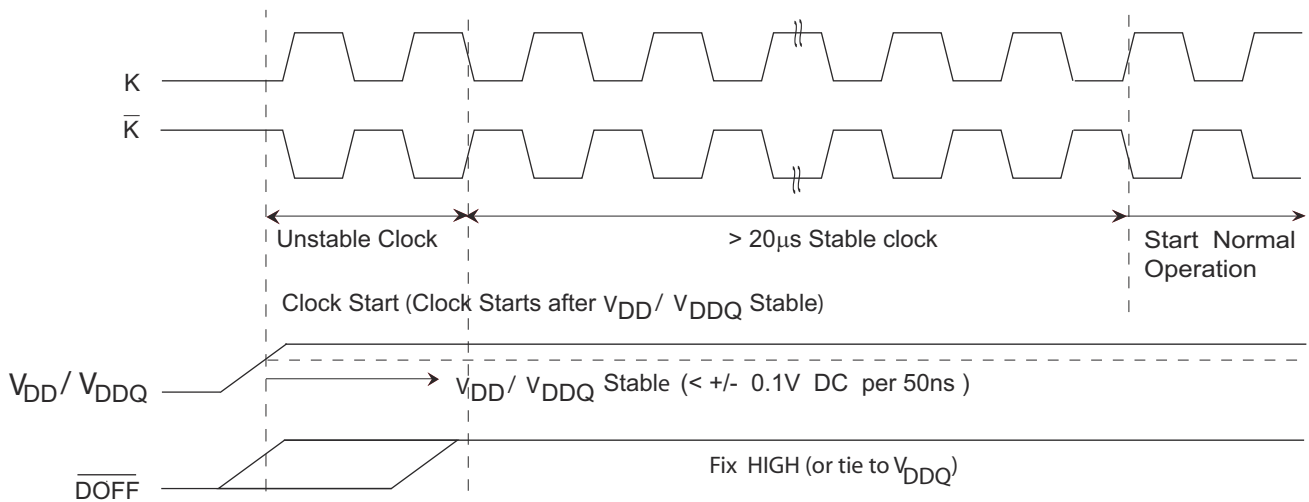 K
K̅
Unstable Clock
> 20μs Stable clock
Start Normal
Operation
Clock Start (Clock Starts after VDD / VDDQ Stable)
VDD / VDDQ
VDD / VDDQ Stable (< +/- 0.1V DC per 50ns )
DOFF
Fix HIGH (or tie to VDDQ)